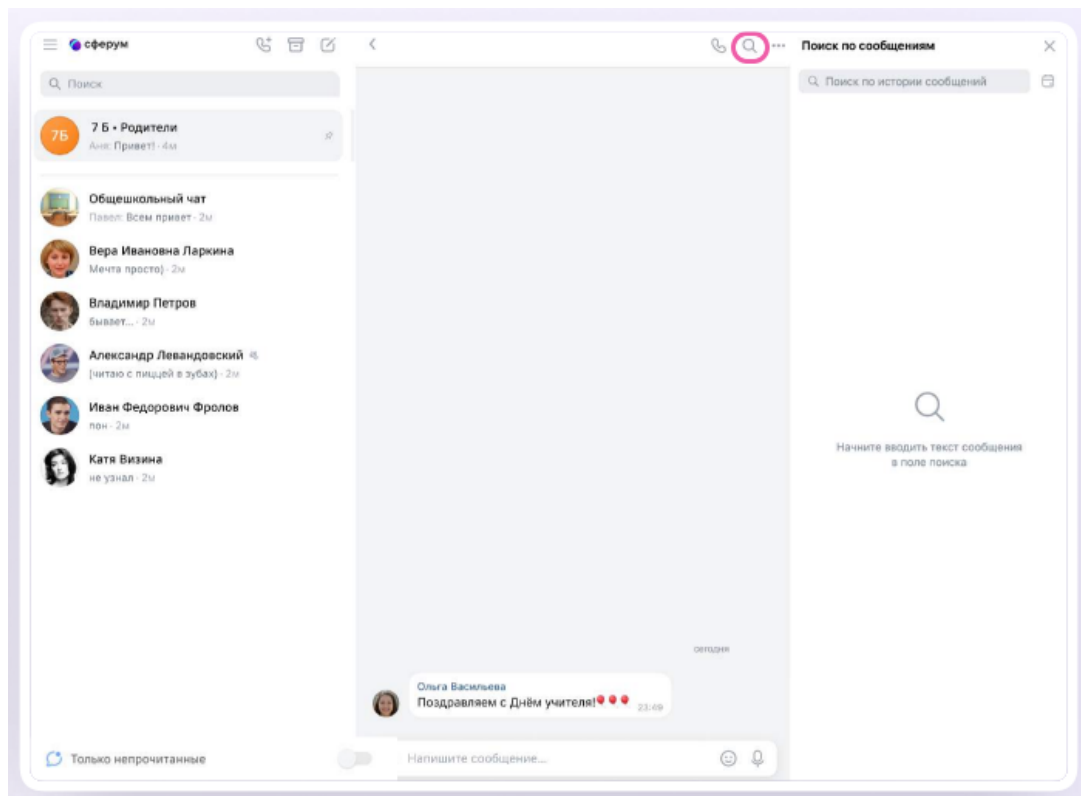 сферум
Поиск
7Б
7 Б • Родители
Аня: Привет! · 4м
Общешкольный чат
Павел: Всем привет · 2м
Вера Ивановна Ларкина
Мечта просто) · 2м
Владимир Петров
бывает... · 2м
Александр Левандовский
(читаю с пиццей в зубах) · 2м
Иван Федорович Фролов
пон · 2м
Катя Визина
не узнал · 2м
Только непрочитанные
сегодня
Ольга Васильева
Поздравляем с Днём учителя!🎈🎈🎈 23:49
Напишите сообщение...
Поиск по сообщениям
Поиск по истории сообщений
Начните вводить текст сообщения
в поле поиска